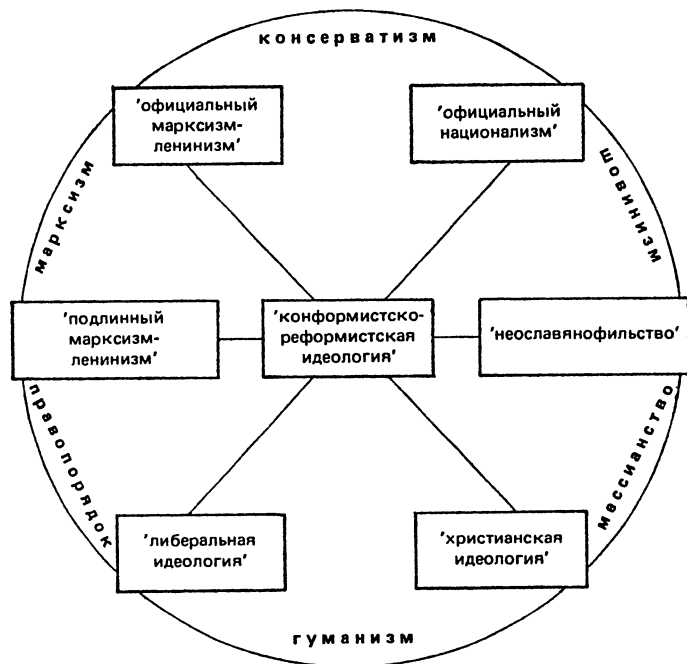 консерватизм
'официальный
марксизм-
ленинизм'
'официальный
национализм'
марксизм
шовинизм
'подлинный
марксизм-
ленинизм'
'конформистско-
реформистская
идеология'
'неославянофильство'
правопорядок
мессианство
'либеральная
идеология'
'христианская
идеология'
гуманизм